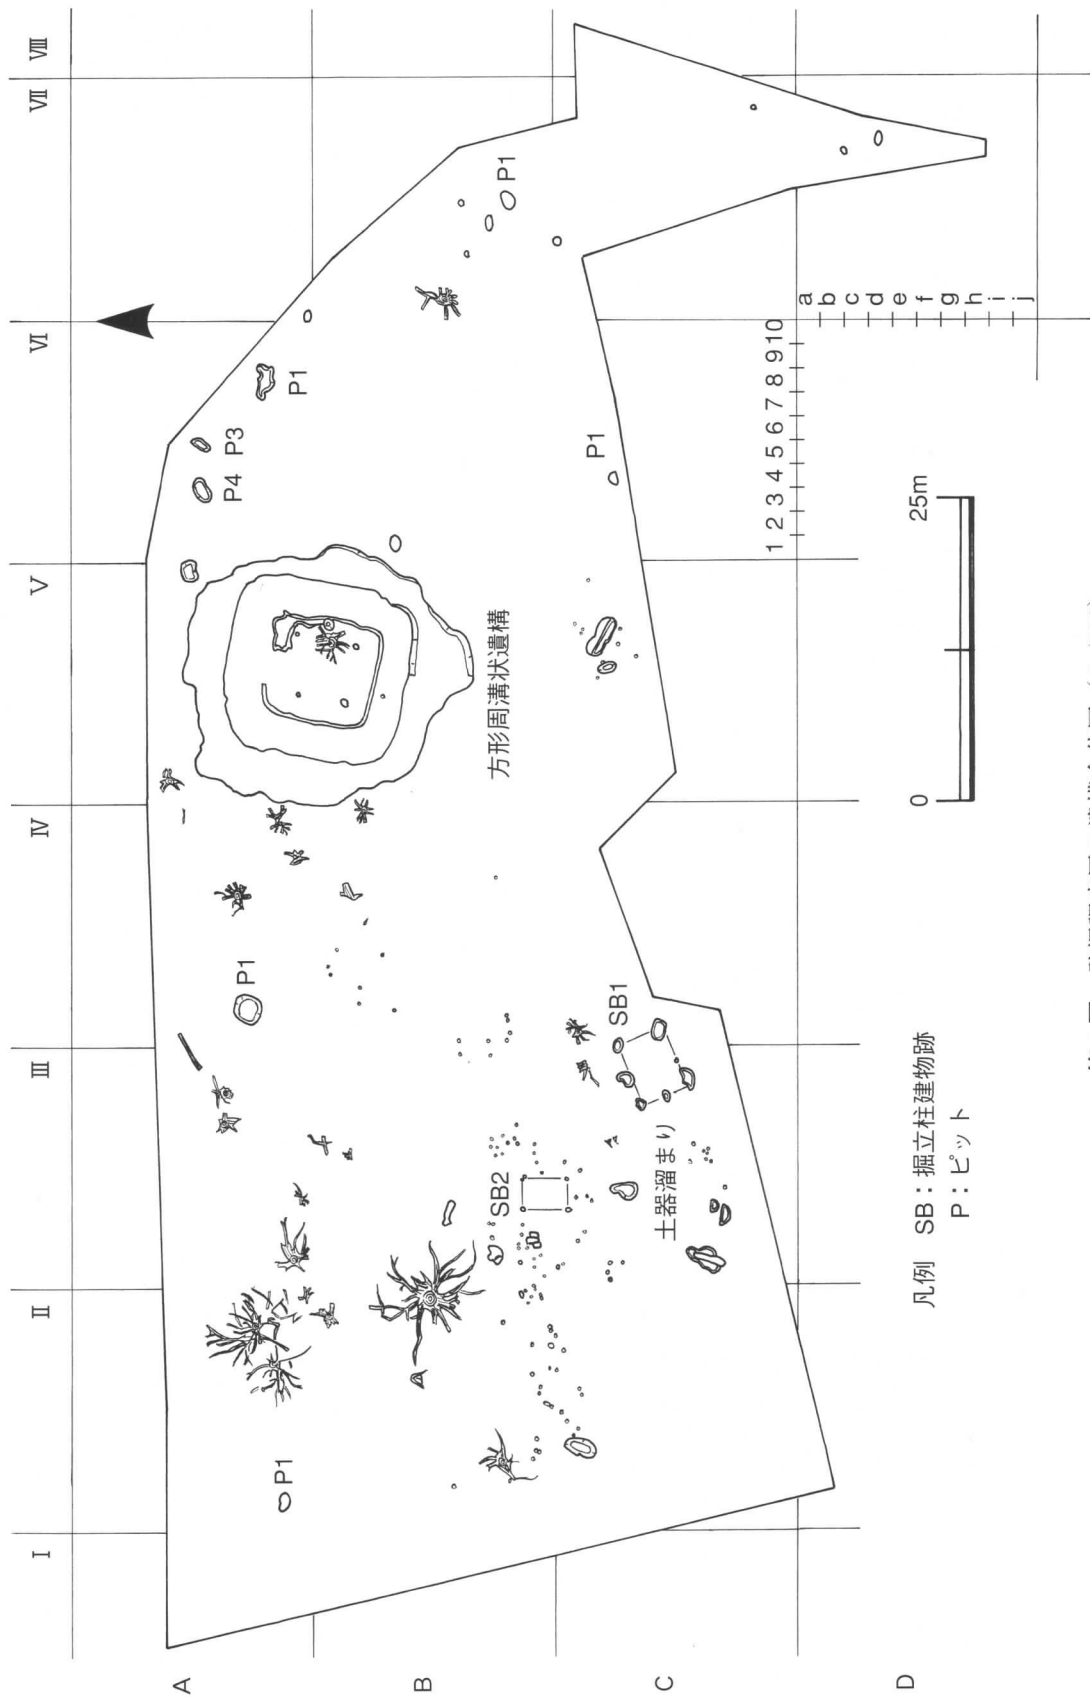 Ⅰ Ⅱ Ⅲ Ⅳ Ⅴ Ⅵ Ⅶ Ⅷ
A
B
C
D
P1
P1
P4
P3
P1
P1
P1
方形周溝状遺構
SB2
SB1
土器溜まり
1 2 3 4 5 6 7 8 9 10
a
b
c
d
e
f
g
h
i
j
0 25m
凡例 SB：掘立柱建物跡
P：ピット